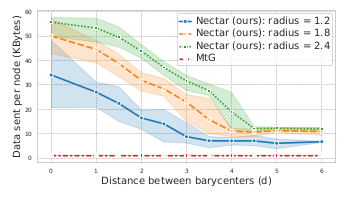 60
50
40
30
20
10
0
Data sent per node (KBytes)
Nectar (ours): radius = 1.2
Nectar (ours): radius = 1.8
Nectar (ours): radius = 2.4
MtG
0 1 2 3 4 5 6
Distance between barycenters (d)